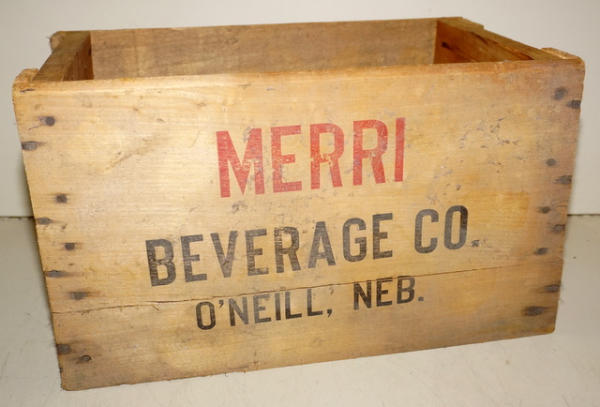 MERRI
BEVERAGE CO.
O'NEILL, NEB.